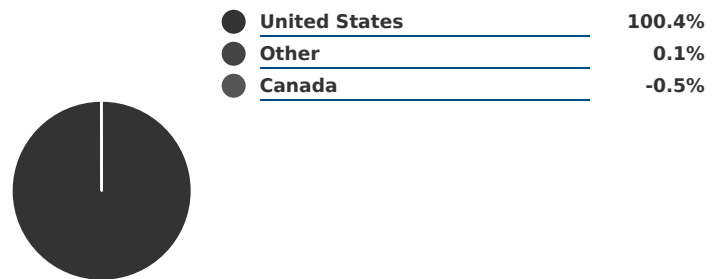 United States 100.4%
Other 0.1%
Canada -0.5%